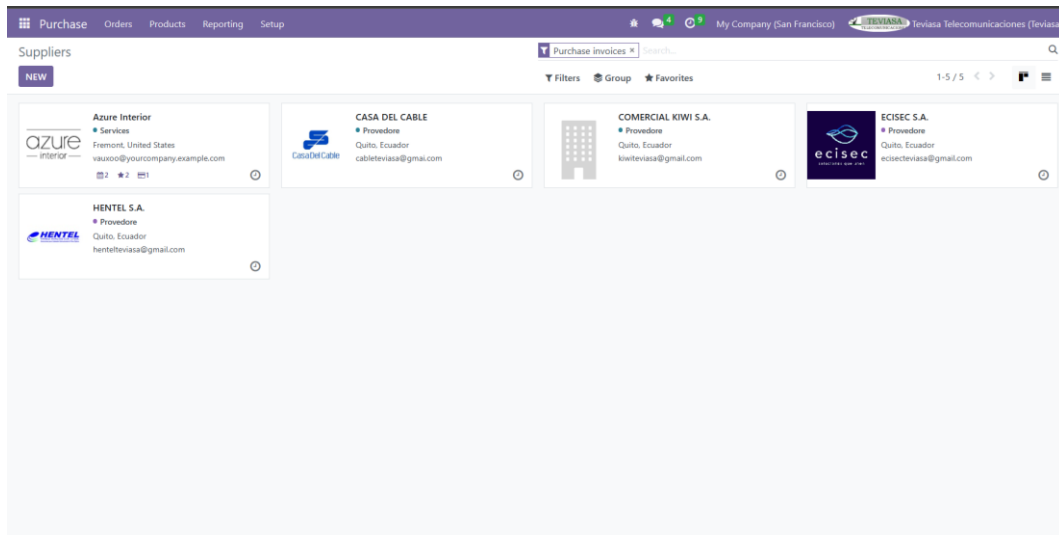 Purchase Orders Products Reporting Setup 4 9 My Company (San Francisco) TEVIASA Teviasa Telecomunicaciones (Teviasa
Suppliers Purchase invoices × Search...
NEW Filters Group Favorites 1-5 / 5
azure
interior
Azure Interior
Services
Fremont, United States
vauxoo@yourcompany.example.com
2 2 1
CasaDelCable
CASA DEL CABLE
Provedore
Quito, Ecuador
cableteviasa@gmai.com
COMERCIAL KIWI S.A.
Provedore
Quito, Ecuador
kiwiteviasa@gmail.com
ecisec
ECISEC S.A.
Provedore
Quito, Ecuador
ecisecteviasa@gmail.com
HENTEL
HENTEL S.A.
Provedore
Quito, Ecuador
hentelteviasa@gmail.com